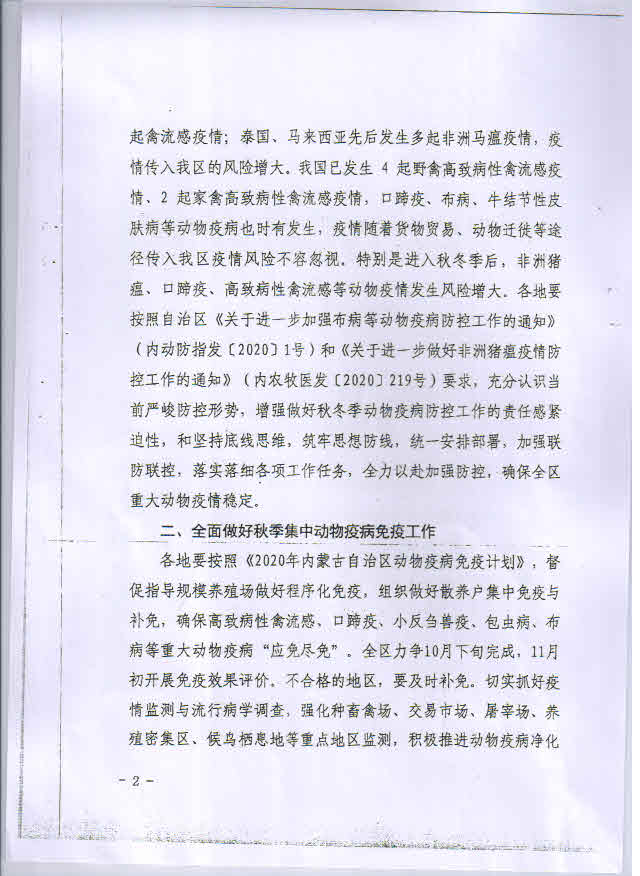 起禽流感疫情；泰国、马来西亚先后发生多起非洲马瘟疫情，疫
情传入我区的风险增大。我国已发生 4 起野禽高致病性禽流感疫
情、2 起家禽高致病性禽流感疫情，口蹄疫、布病、牛结节性皮
肤病等动物疫病也时有发生，疫情随着货物贸易、动物迁徙等途
径传入我区疫情风险不容忽视。特别是进入秋冬季后，非洲猪
瘟、口蹄疫、高致病性禽流感等动物疫情发生风险增大。各地要
按照自治区《关于进一步加强布病等动物疫病防控工作的通知》
（内动防指发〔2020〕1号）和《关于进一步做好非洲猪瘟疫情防
控工作的通知》（内农牧医发〔2020〕219号）要求，充分认识当
前严峻防控形势，增强做好秋冬季动物疫病防控工作的责任感紧
迫性，和坚持底线思维，筑牢思想防线，统一安排部署，加强联
防联控，落实落细各项工作任务，全力以赴加强防控，确保全区
重大动物疫情稳定。
二、全面做好秋季集中动物疫病免疫工作
各地要按照《2020年内蒙古自治区动物疫病免疫计划》，督
促指导规模养殖场做好程序化免疫，组织做好散养户集中免疫与
补免，确保高致病性禽流感、口蹄疫、小反刍兽疫、包虫病、布
病等重大动物疫病“应免尽免”。全区力争10月下旬完成，11月
初开展免疫效果评价。不合格的地区，要及时补免。切实抓好疫
情监测与流行病学调查，强化种畜禽场、交易市场、屠宰场、养
殖密集区、候鸟栖息地等重点地区监测，积极推进动物疫病净化
- 2 -